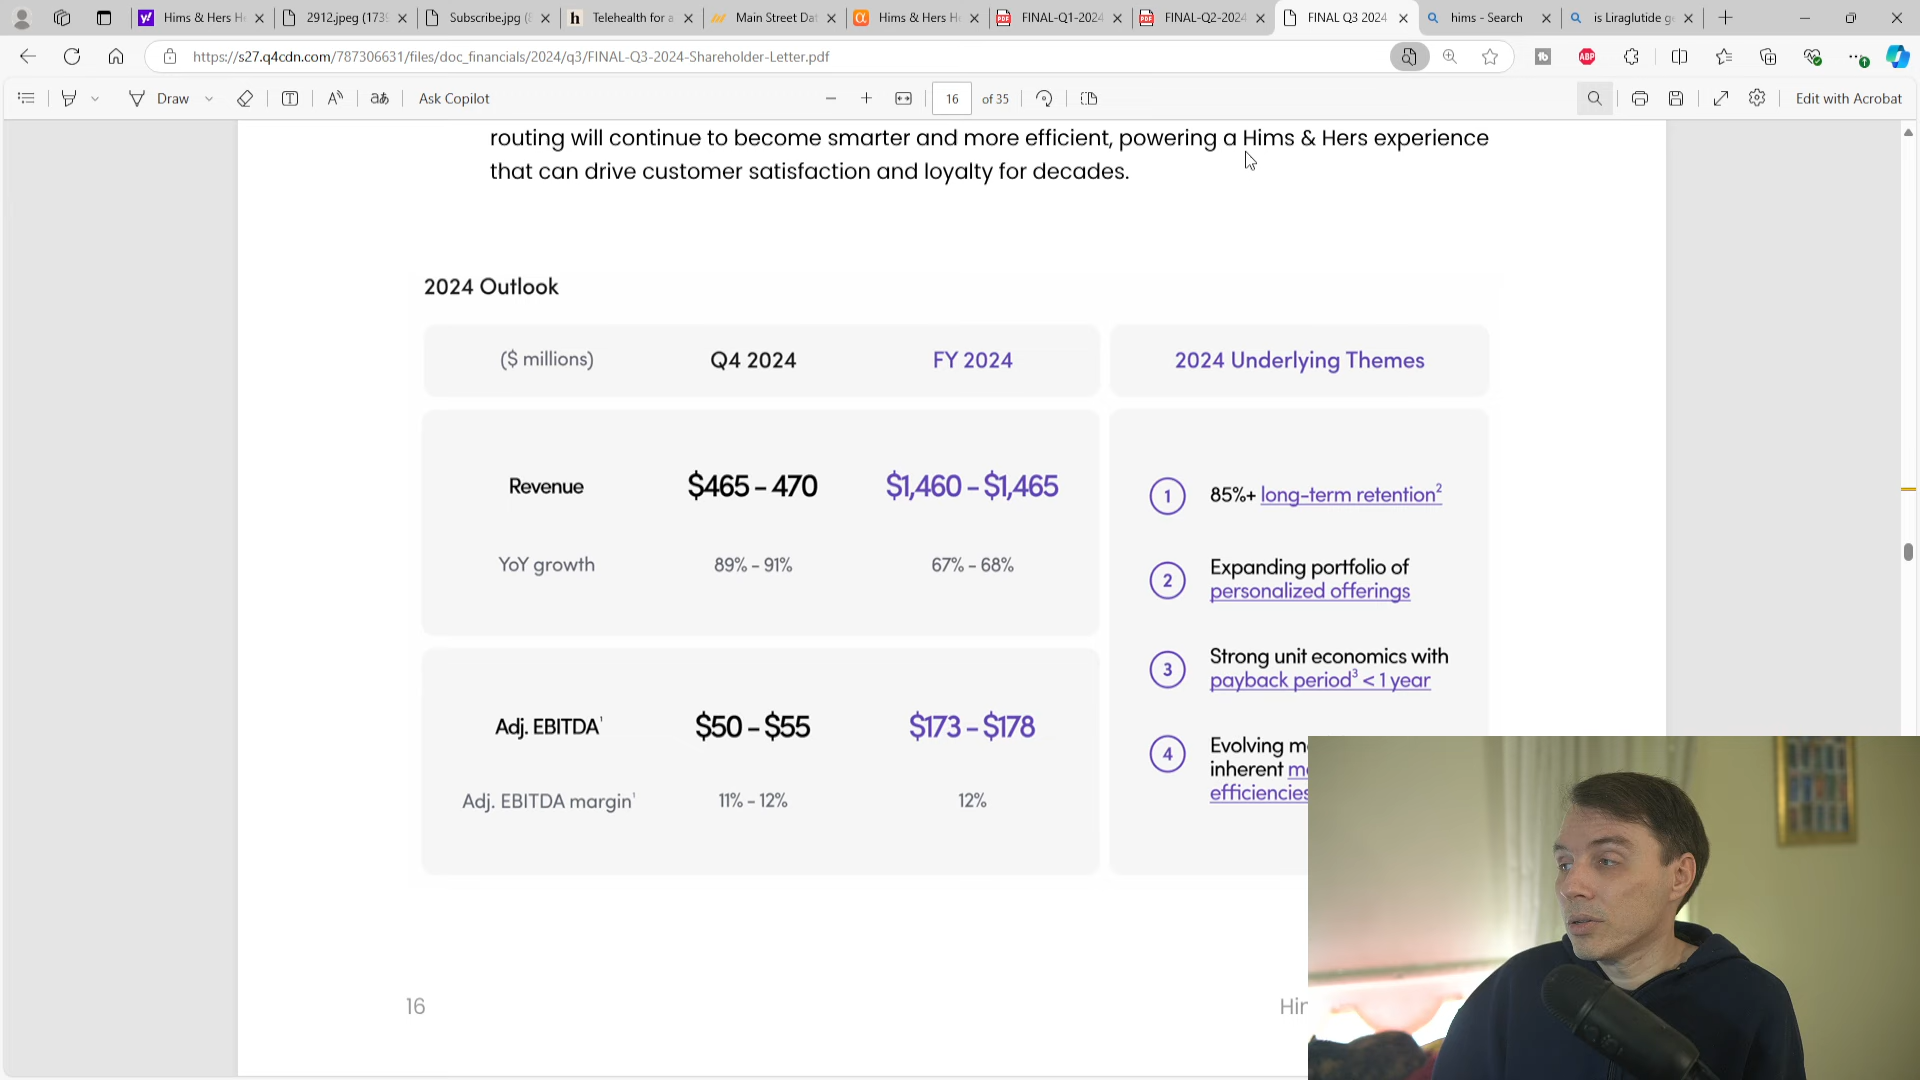 Hims & Hers H
2912.jpeg (173
Subscribe.jpg (
Telehealth for a
Main Street Da
Hims & Hers H
FINAL-Q1-2024
FINAL-Q2-2024
FINAL Q3 2024
hims - Search
is Liraglutide g
https://s27.q4cdn.com/787306631/files/doc_financials/2024/q3/FINAL-Q3-2024-Shareholder-Letter.pdf
ABP
Draw
Ask Copilot
16
of 35
Edit with Acrobat
routing will continue to become smarter and more efficient, powering a Hims & Hers experience
that can drive customer satisfaction and loyalty for decades.
2024 Outlook
($ millions)
Q4 2024
FY 2024
2024 Underlying Themes
Revenue
$465 – 470
$1,460 – $1,465
YoY growth
89% – 91%
67% – 68%
Adj. EBITDA¹
$50 – $55
$173 – $178
Adj. EBITDA margin¹
11% – 12%
12%
1
85%+ long-term retention²
2
Expanding portfolio of
personalized offerings
3
Strong unit economics with
payback period³ < 1 year
4
Evolving m
inherent m
efficiencies
16